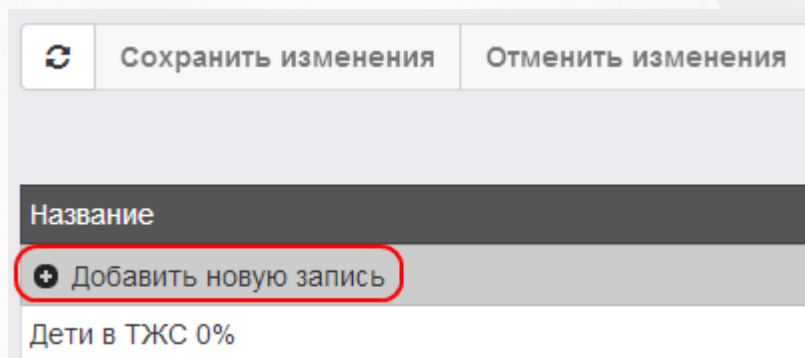 Сохранить изменения Отменить изменения
Название
Добавить новую запись
Дети в ТЖС 0%